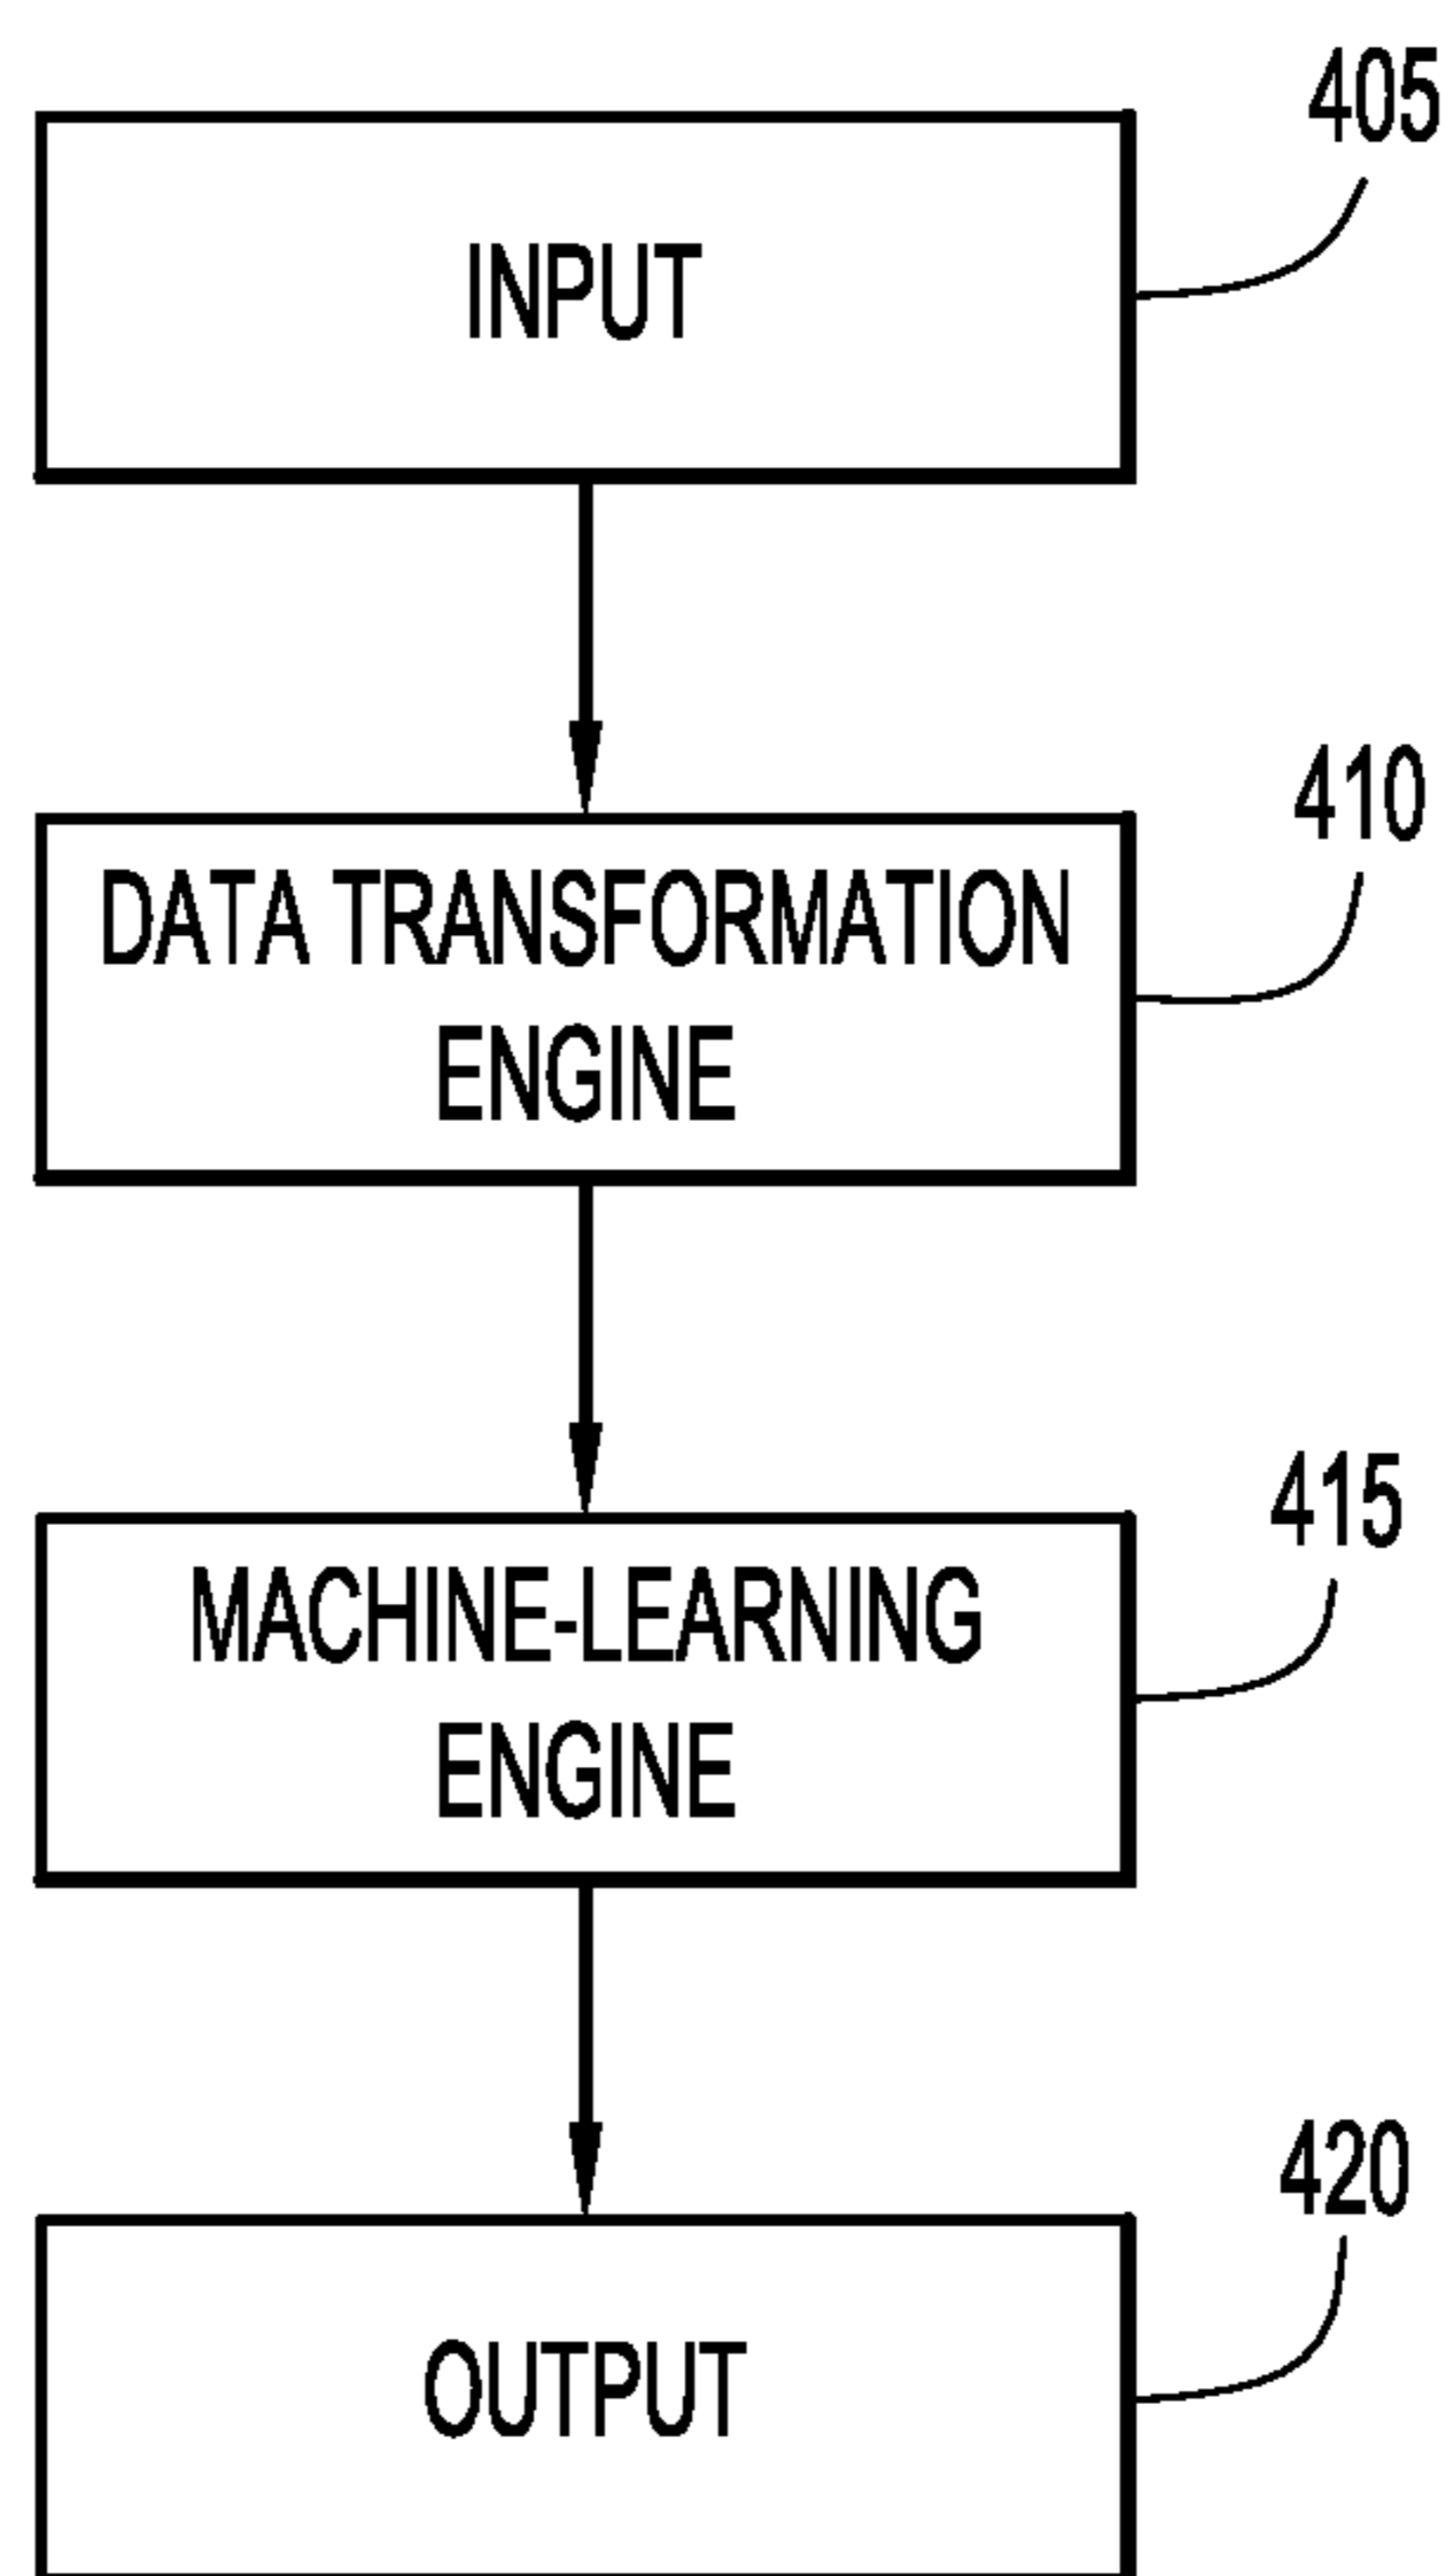 405
INPUT
410
DATA TRANSFORMATION
ENGINE
415
MACHINE-LEARNING
ENGINE
420
OUTPUT